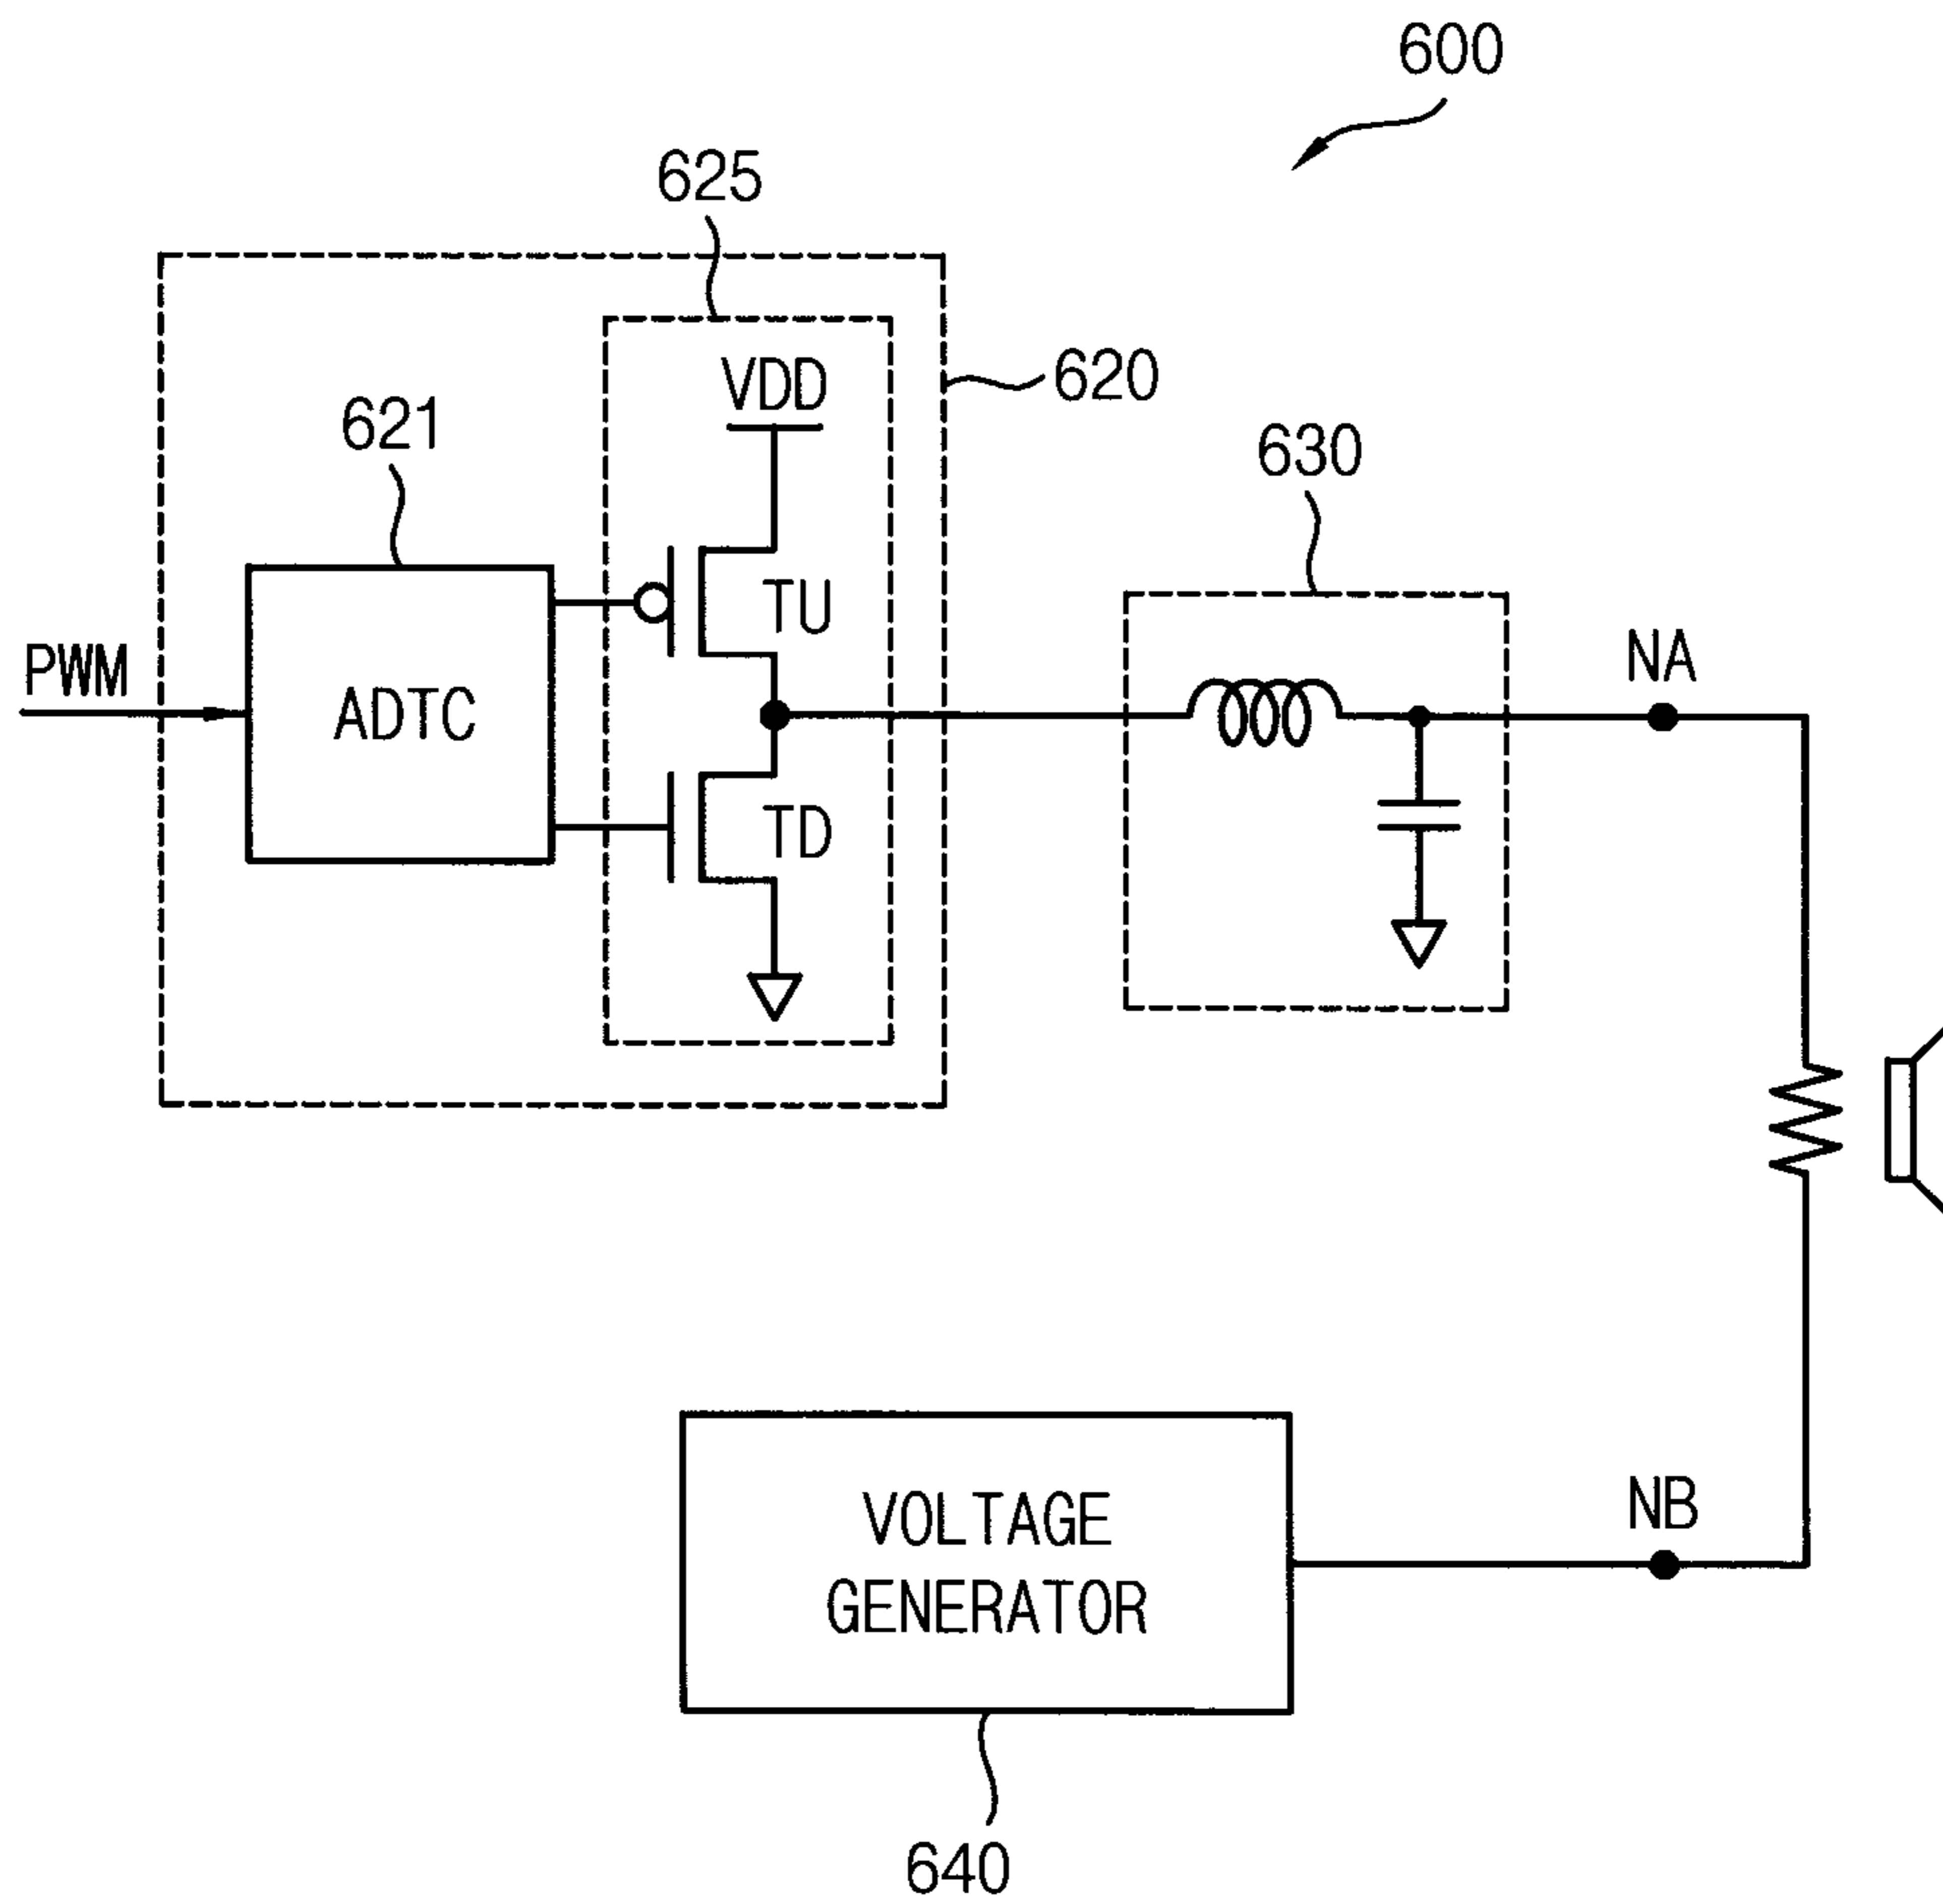 600
625
VDD
620
621
630
TU
NA
PWM
ADTC
TD
NB
VOLTAGE
GENERATOR
640